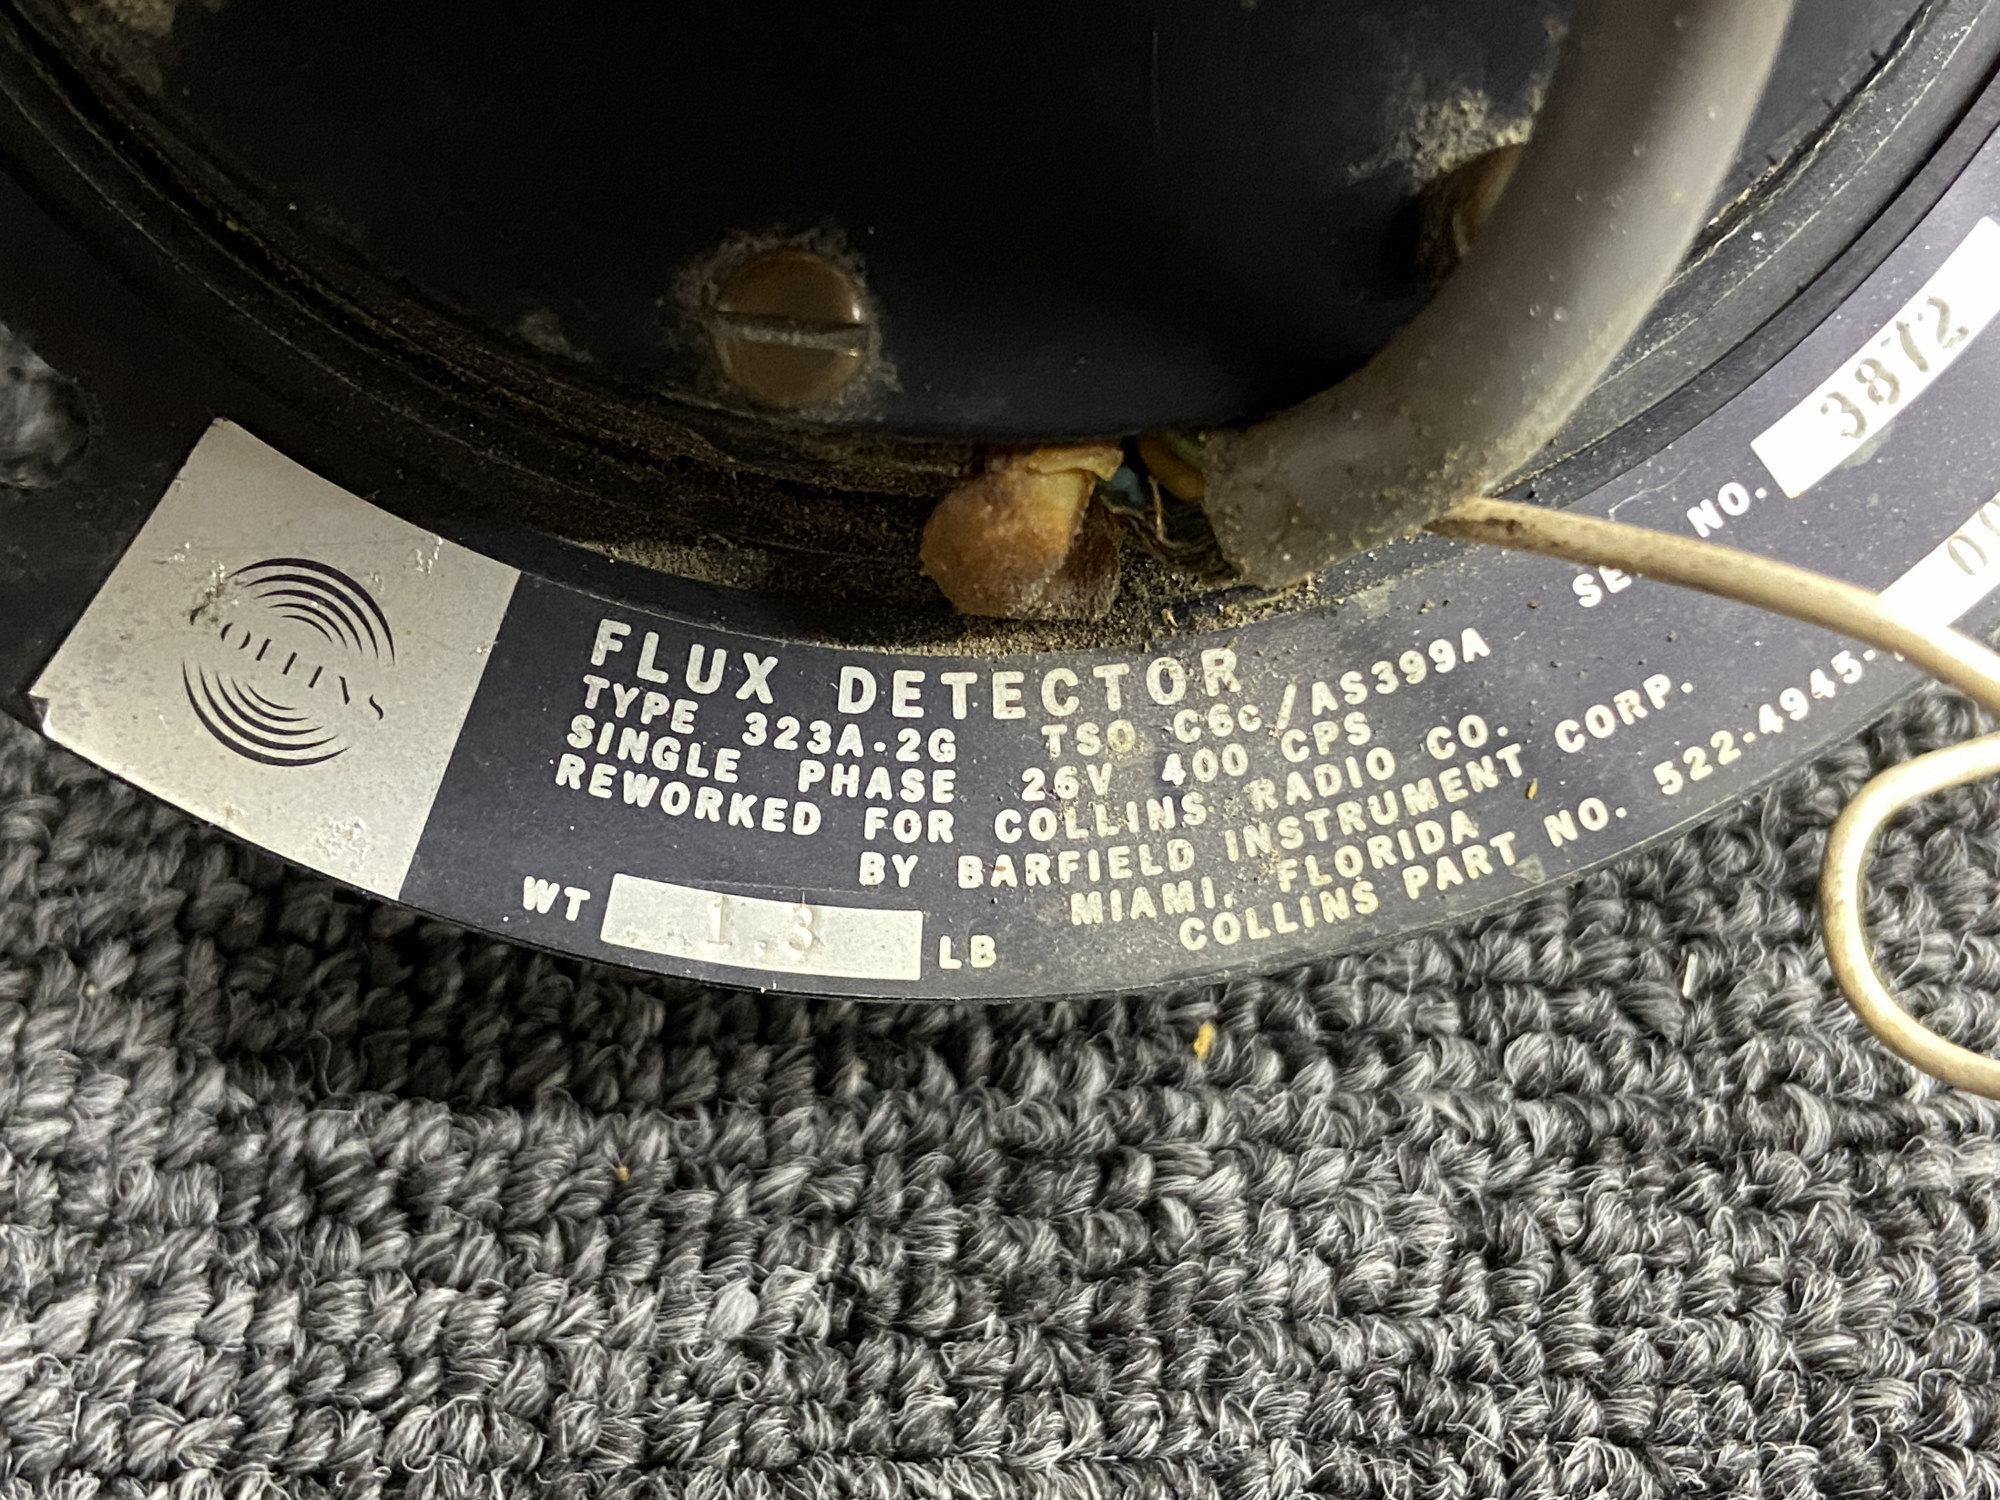 COLLINS
FLUX DETECTOR
TYPE 323A-2G TSO C6c/AS399A
SINGLE PHASE 26V 400 CPS
REWORKED FOR COLLINS RADIO CO.
BY BARFIELD INSTRUMENT CORP.
MIAMI, FLORIDA
WT 1.3 LB
COLLINS PART NO. 522-4945-
NO. 3872